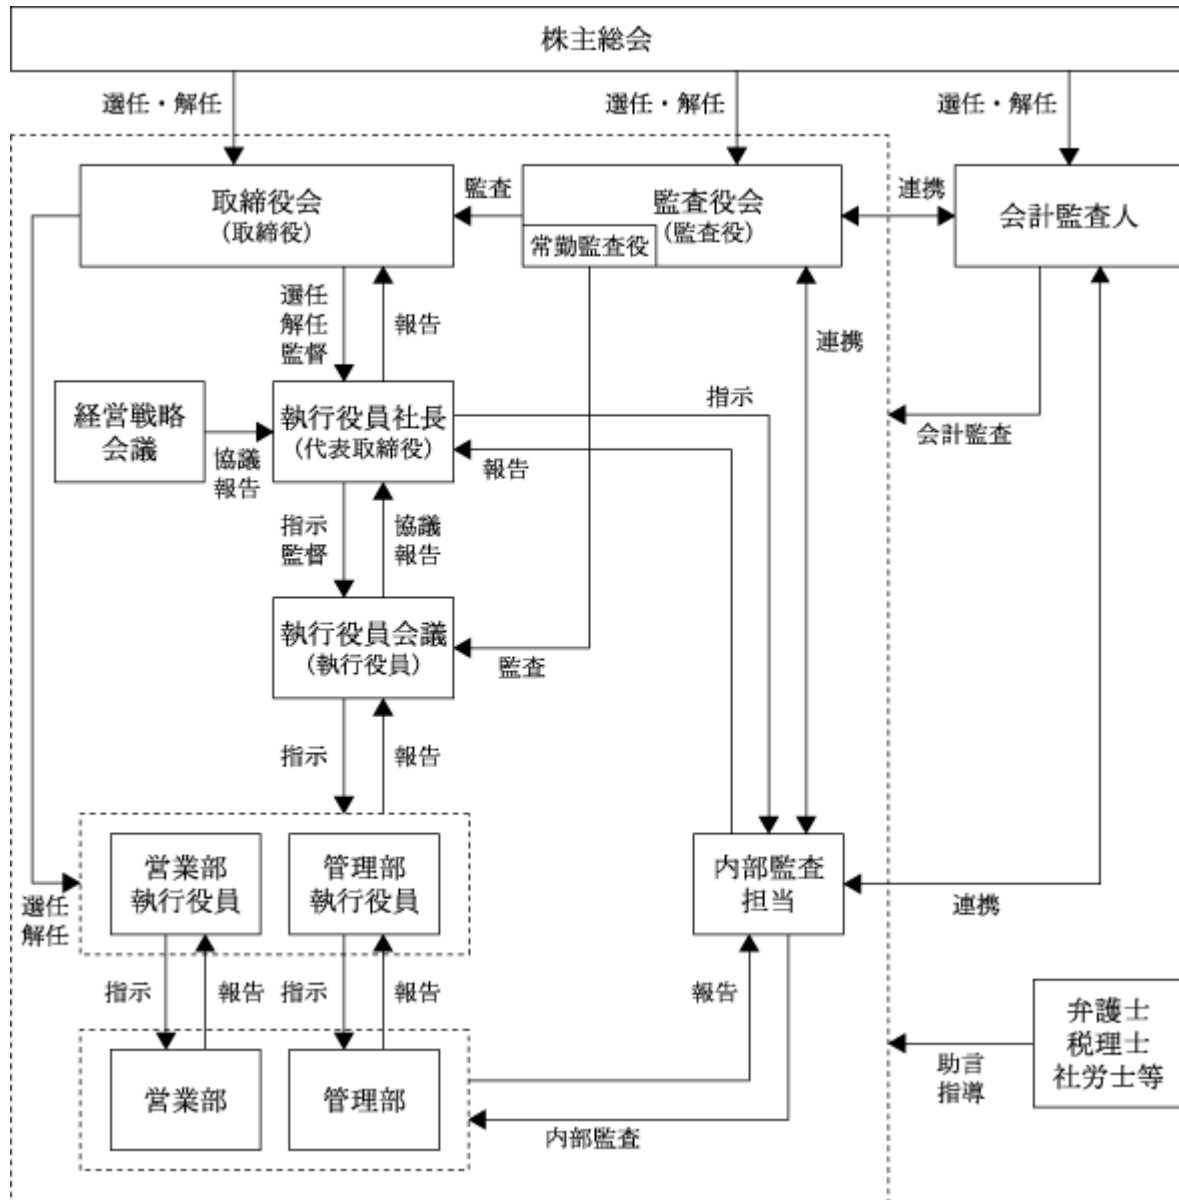 株主総会
選任・解任
選任・解任
選任・解任
取締役会
(取締役)
監査
監査役会
(監査役)
常勤監査役
連携
会計監査人
選任
解任
監督
報告
連携
会計監査
経営戦略
会議
協議
報告
執行役員社長
(代表取締役)
指示
報告
指示
監督
協議
報告
執行役員会議
(執行役員)
監査
指示
報告
選任
解任
営業部
執行役員
管理部
執行役員
内部監査
担当
連携
指示
報告
指示
報告
報告
営業部
管理部
内部監査
助言
指導
弁護士
税理士
社労士等